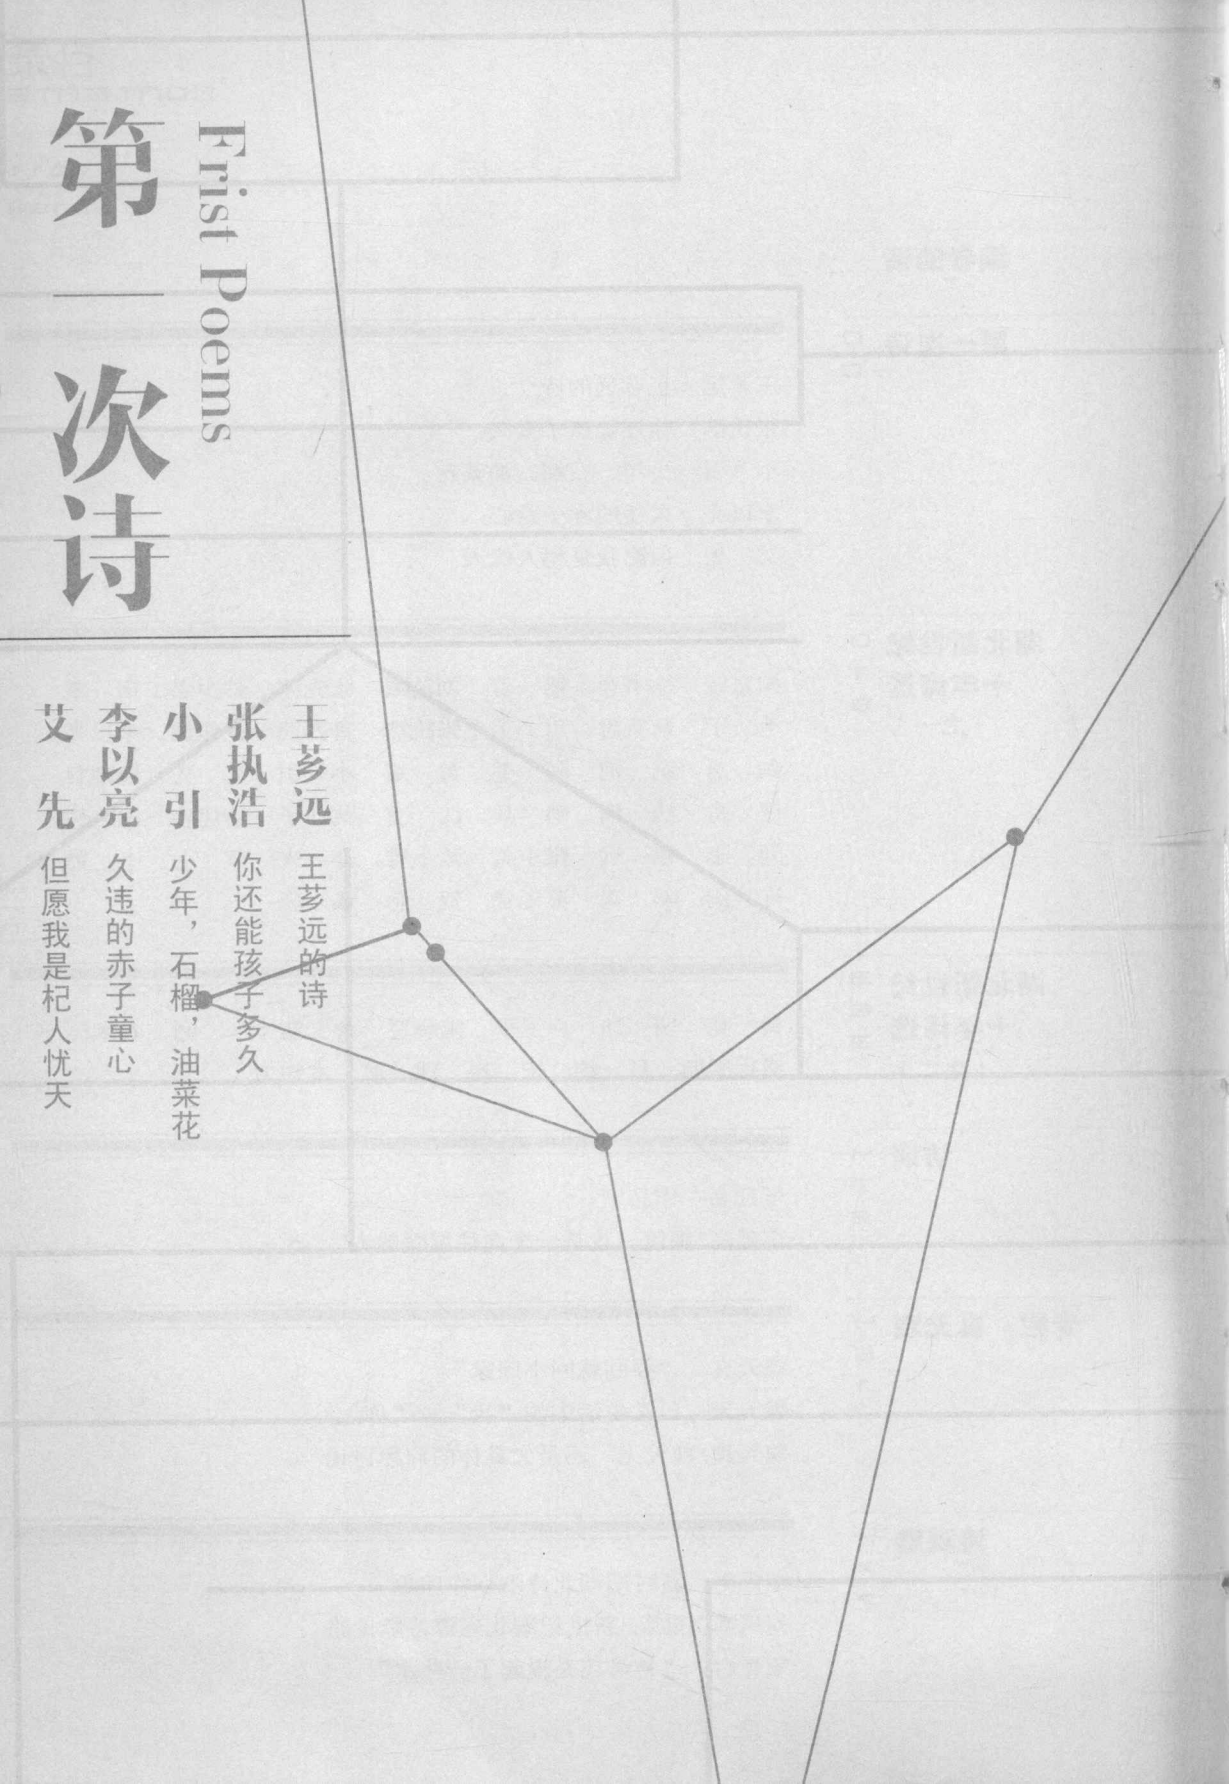 第一次诗
Frist Poems
王芗远 王芗远的诗
张执浩 你还能孩子多久
小引 少年，石榴，油菜花
李以亮 久违的赤子童心
艾先 但愿我是杞人忧天